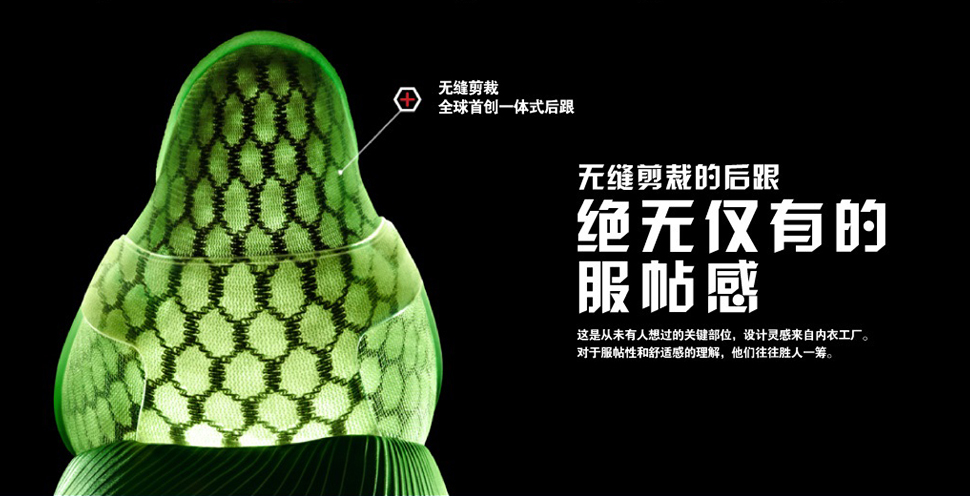 无缝剪裁
全球首创一体式后跟
无缝剪裁的后跟
绝无仅有的
服帖感
这是从未有人想过的关键部位，设计灵感来自内衣工厂。
对于服帖性和舒适感的理解，他们往往胜人一筹。